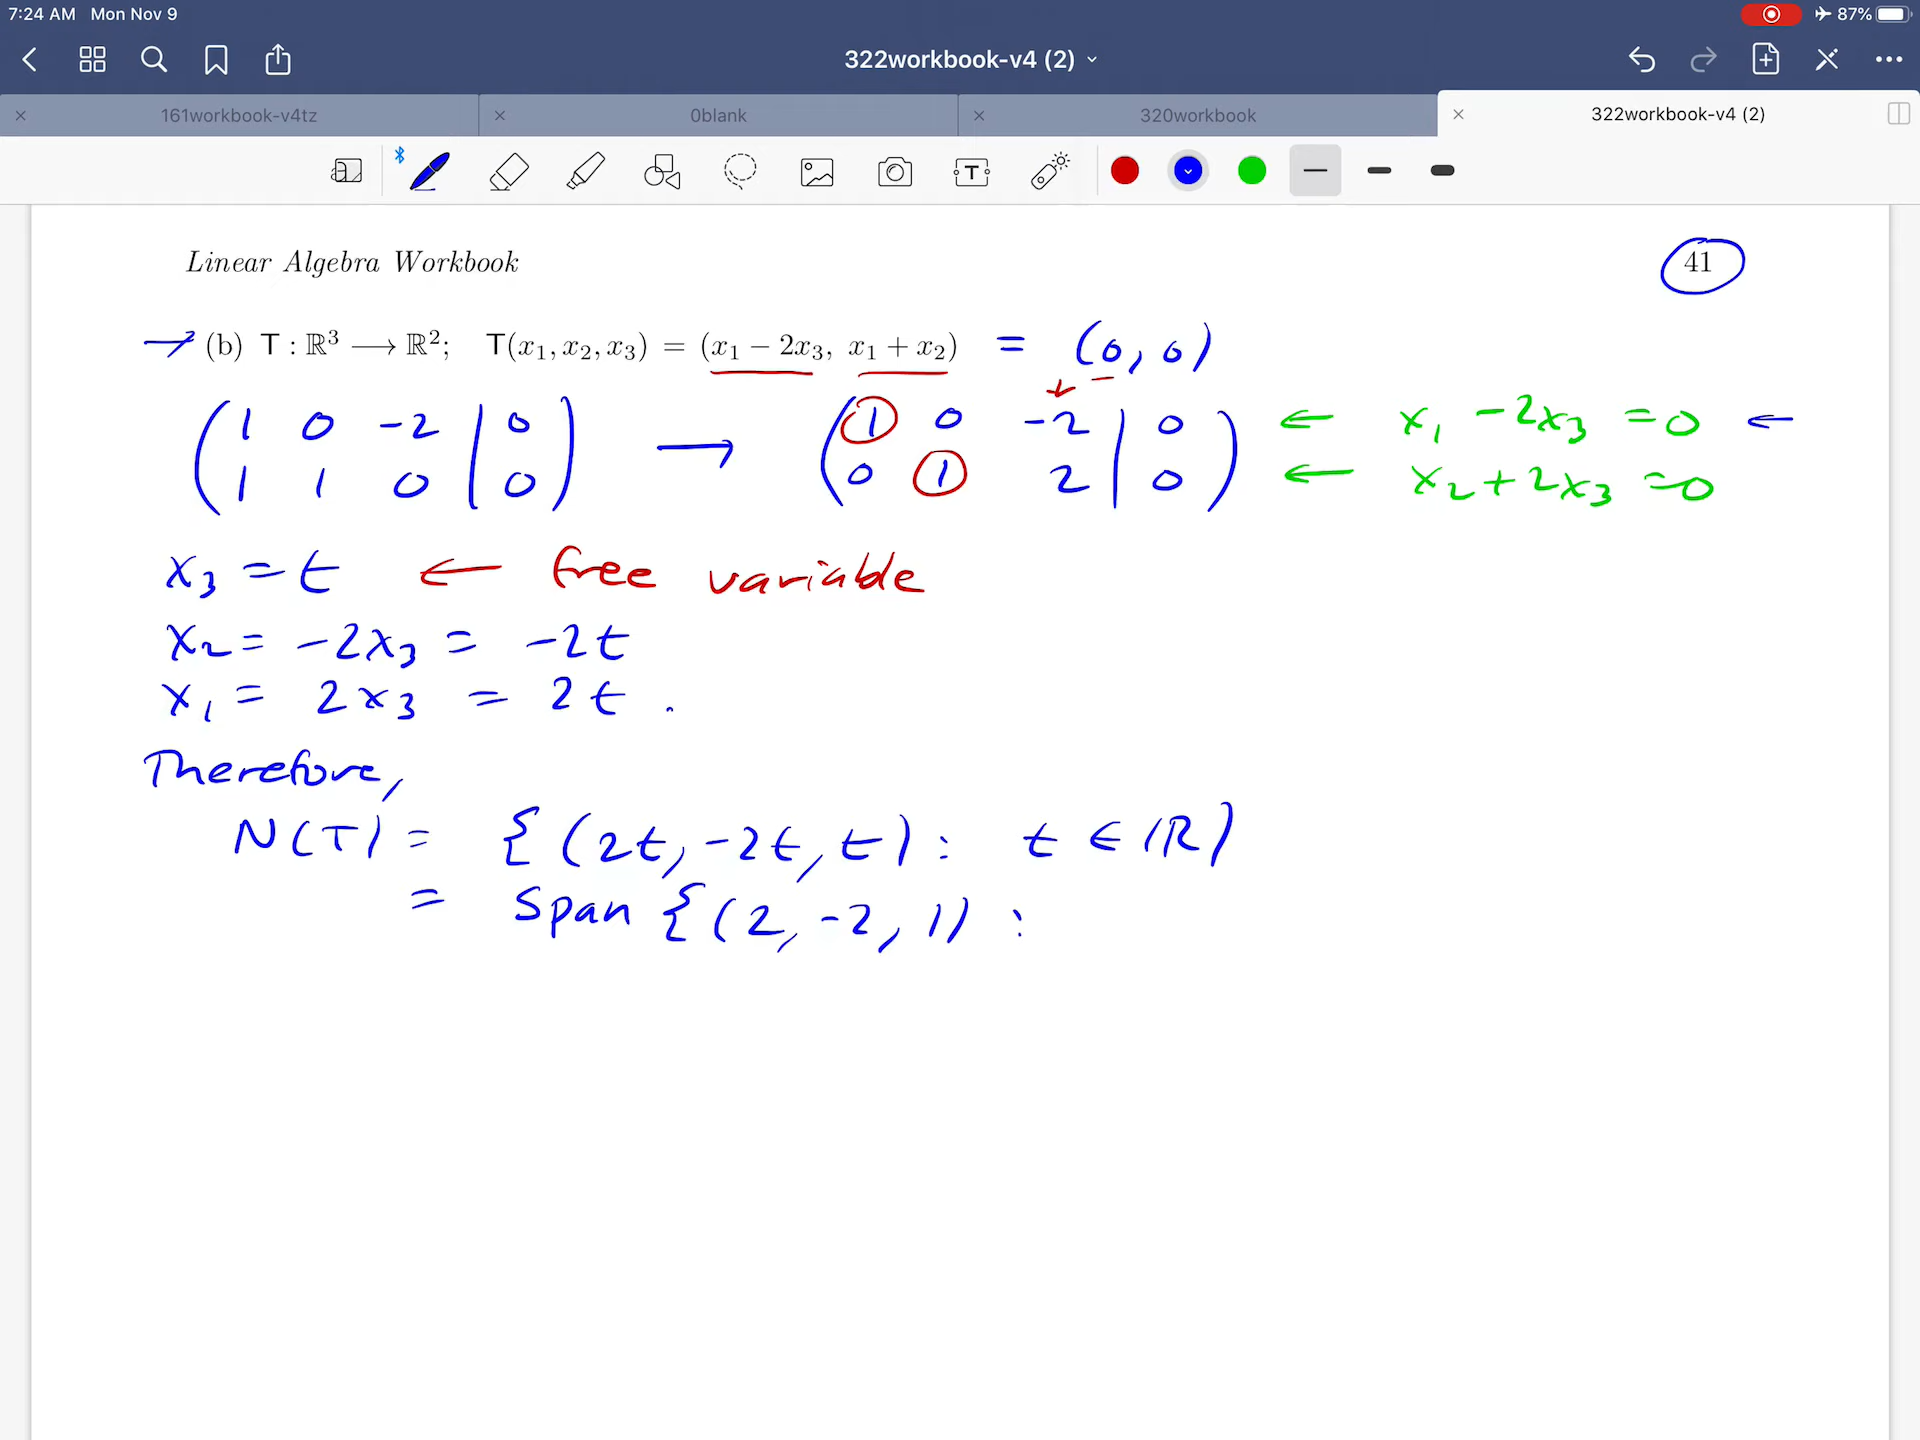 7:24 AM Mon Nov 9 87%
322workbook-v4 (2)
161workbook-v4tz 0blank 320workbook 322workbook-v4 (2)
Linear Algebra Workbook 41
→ (b) T : ℝ³ ⟶ ℝ²; T(x₁, x₂, x₃) = (x₁ − 2x₃, x₁ + x₂) = (0, 0)
( 1 0 -2 | 0 ) → ( 1 0 -2 | 0 ) ← x₁ -2x₃ = 0 ←
( 1 1 0 | 0 ) ( 0 1 2 | 0 ) ← x₂ + 2x₃ = 0
x₃ = t ← free variable
x₂ = -2x₃ = -2t
x₁ = 2x₃ = 2t .
Therefore,
N(T) = { (2t, -2t, t) : t ∈ ℝ }
= Span { (2, -2, 1) :